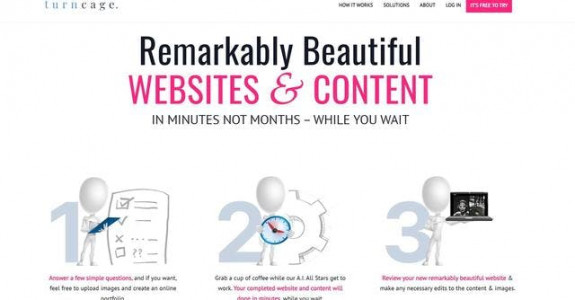 turncage.
HOW IT WORKS SOLUTIONS ABOUT LOG IN IT'S FREE TO TRY
Remarkably Beautiful
WEBSITES & CONTENT
IN MINUTES NOT MONTHS – WHILE YOU WAIT
1 2 3
Answer a few simple questions, and if you want,
feel free to upload images and create an online
portfolio.
Grab a cup of coffee while our A.I. All Stars get to
work. Your completed website and content will
done in minutes, while you wait.
Review your new remarkably beautiful website &
make any necessary edits to the content & images.